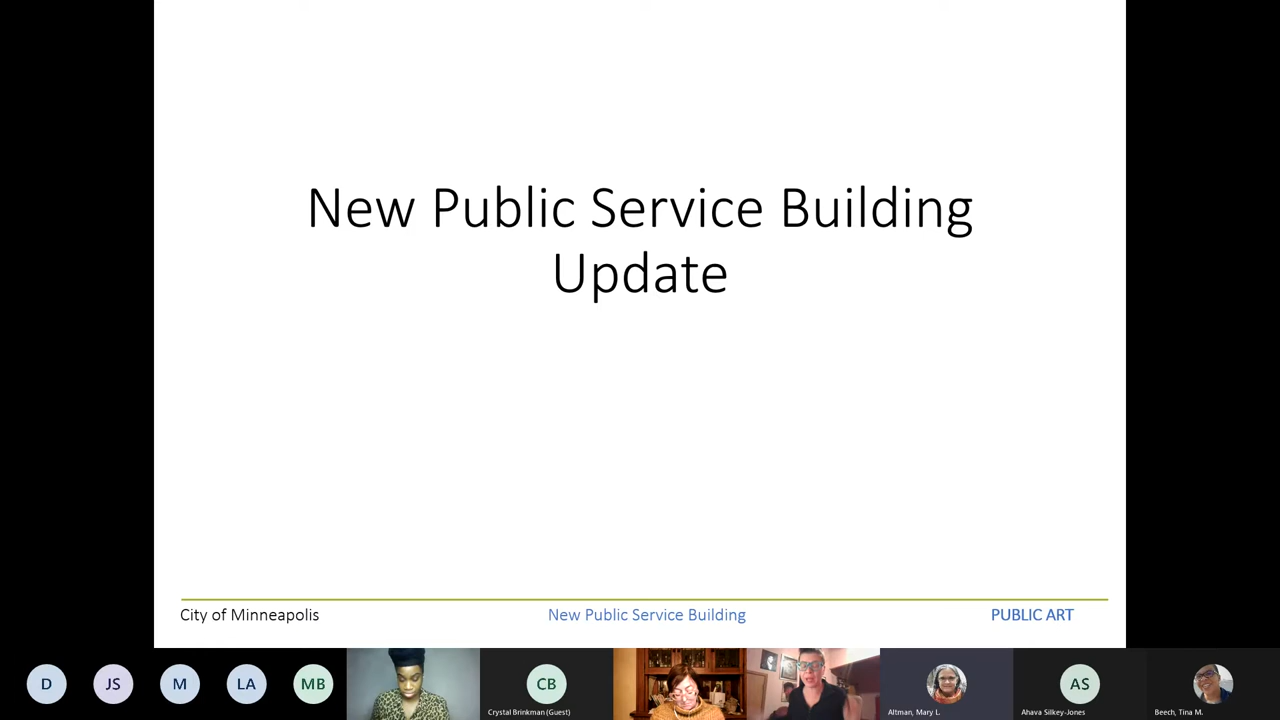 New Public Service Building
Update
City of Minneapolis
New Public Service Building
PUBLIC ART
D
JS
M
LA
MB
CB
Crystal Brinkman (Guest)
Altman, Mary L.
AS
Ahava Silkey-Jones
Beech, Tina M.